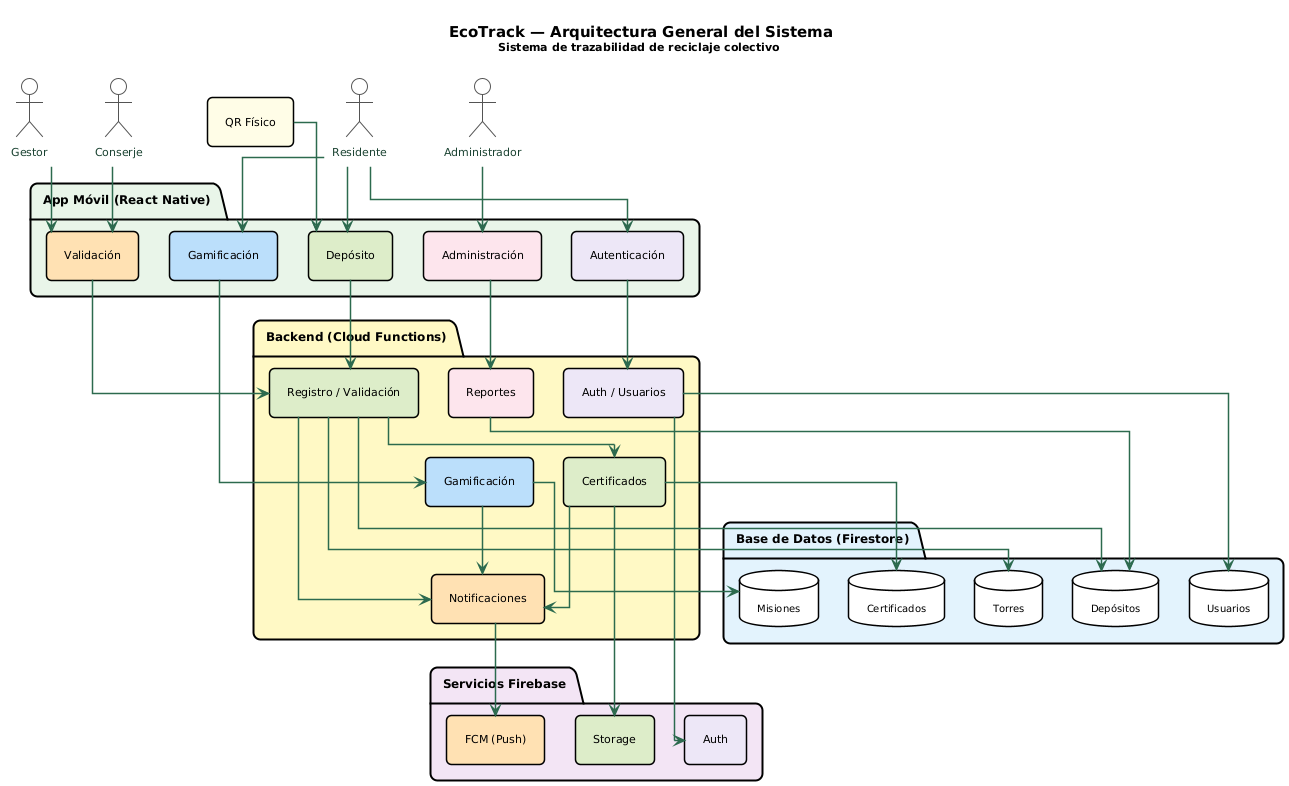 EcoTrack — Arquitectura General del Sistema
Sistema de trazabilidad de reciclaje colectivo
QR Físico
Gestor
Conserje
Residente
Administrador
App Móvil (React Native)
Validación
Gamificación
Depósito
Administración
Autenticación
Backend (Cloud Functions)
Registro / Validación
Reportes
Auth / Usuarios
Gamificación
Certificados
Base de Datos (Firestore)
Notificaciones
Misiones
Certificados
Torres
Depósitos
Usuarios
Servicios Firebase
FCM (Push)
Storage
Auth